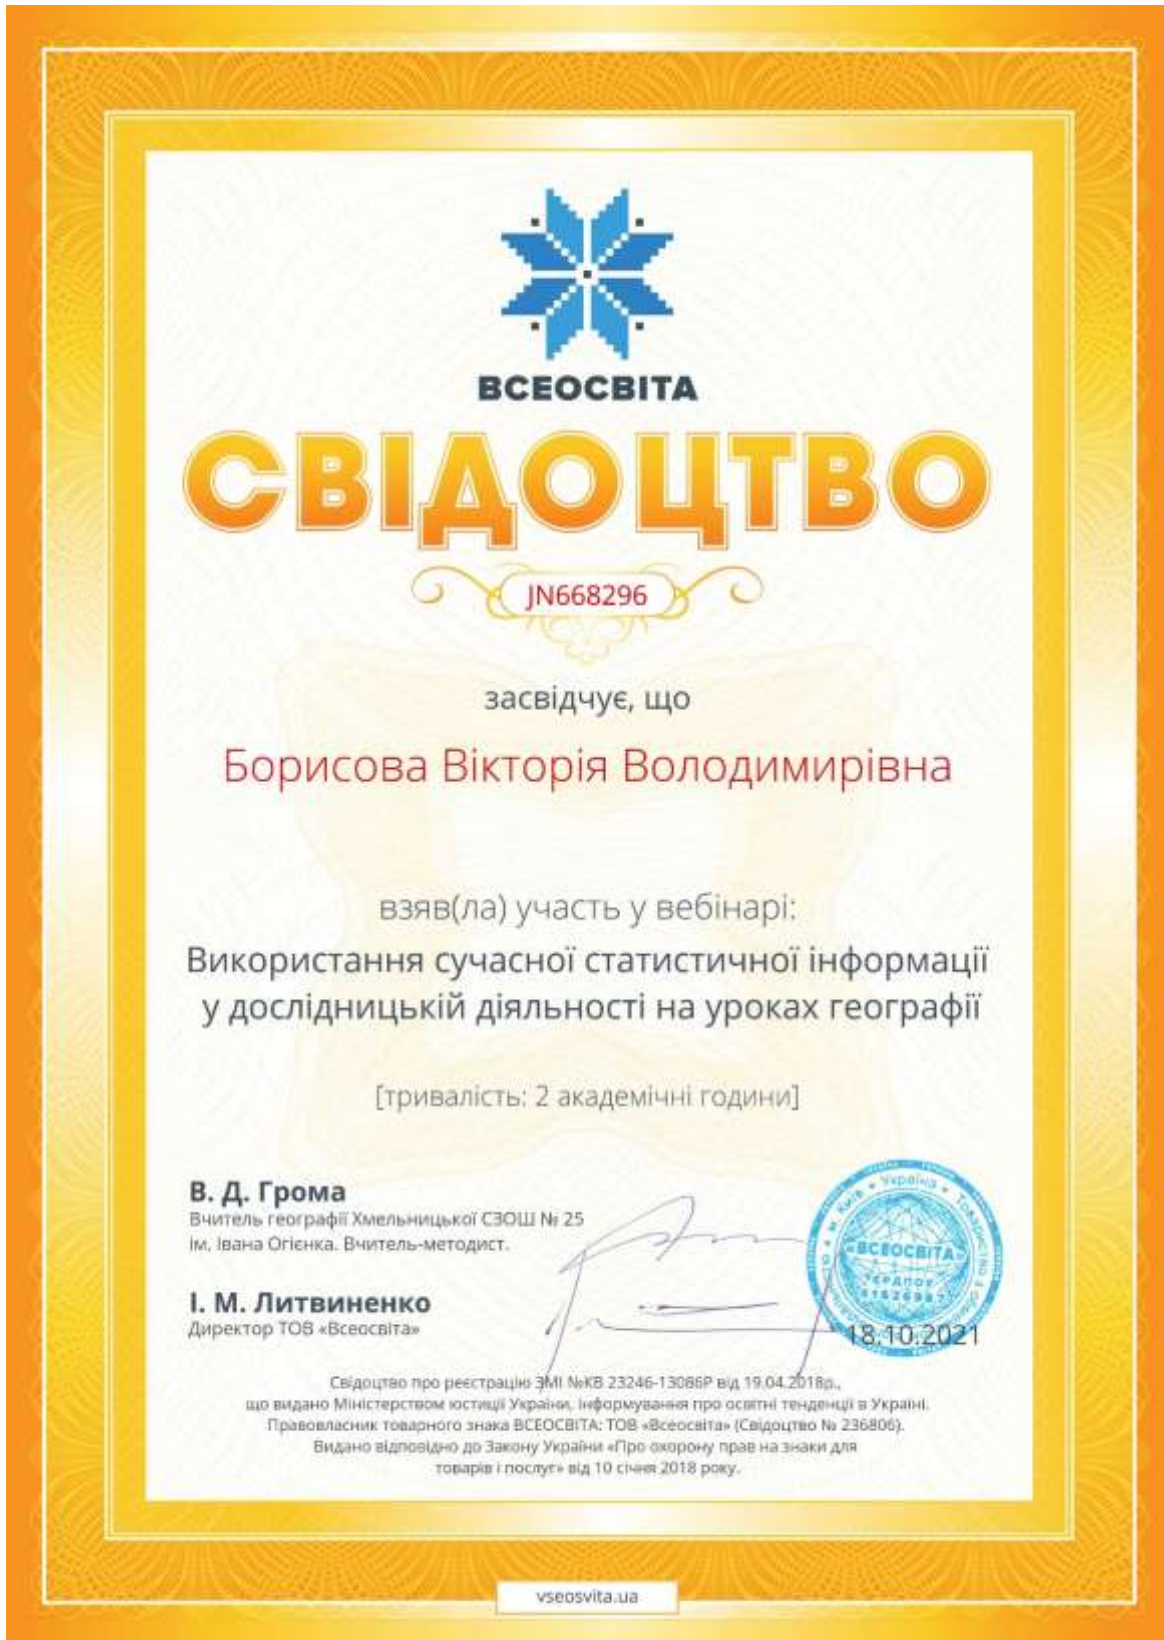 ВСЕОСВІТА
СВІДОЦТВО
JN668296
засвідчує, що
Борисова Вікторія Володимирівна
взяв(ла) участь у вебінарі:
Використання сучасної статистичної інформації
у дослідницькій діяльності на уроках географії
[тривалість: 2 академічні години]
В. Д. Грома
Вчитель географії Хмельницької СЗОШ № 25
ім. Івана Огієнка. Вчитель-методист.
І. М. Литвиненко
Директор ТОВ «Всеосвіта»
м. Київ * Україна *
«ВСЕОСВІТА»
18.10.2021
Свідоцтво про реєстрацію ЗМІ №КВ 23246-13086Р від 19.04.2018р.,
що видано Міністерством юстиції України, інформування про освітні тенденції в Україні.
Правовласник товарного знака ВСЕОСВІТА: ТОВ «Всеосвіта» (Свідоцтво № 236806).
Видано відповідно до Закону України «Про охорону прав на знаки для
товарів і послуг» від 10 січня 2018 року.
vseosvita.ua